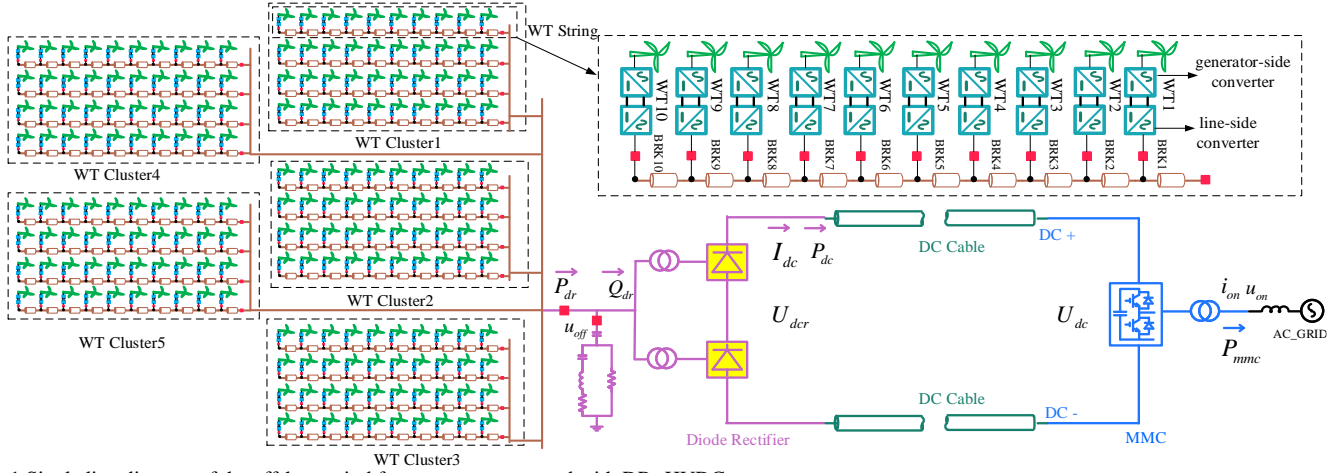 WT Cluster4
WT Cluster5
WT Cluster1
WT Cluster2
WT Cluster3
WT String
WT10
WT9
WT8
WT7
WT6
WT5
WT4
WT3
WT2
WT1
BRK10
BRK9
BRK8
BRK7
BRK6
BRK5
BRK4
BRK3
BRK2
BRK1
generator-side
converter
line-side
converter
P_dr
Q_dr
u_off
I_dc P_dc
U_dcr
Diode Rectifier
DC Cable
DC Cable
DC +
DC -
U_dc
MMC
i_on u_on
P_mmc
AC_GRID